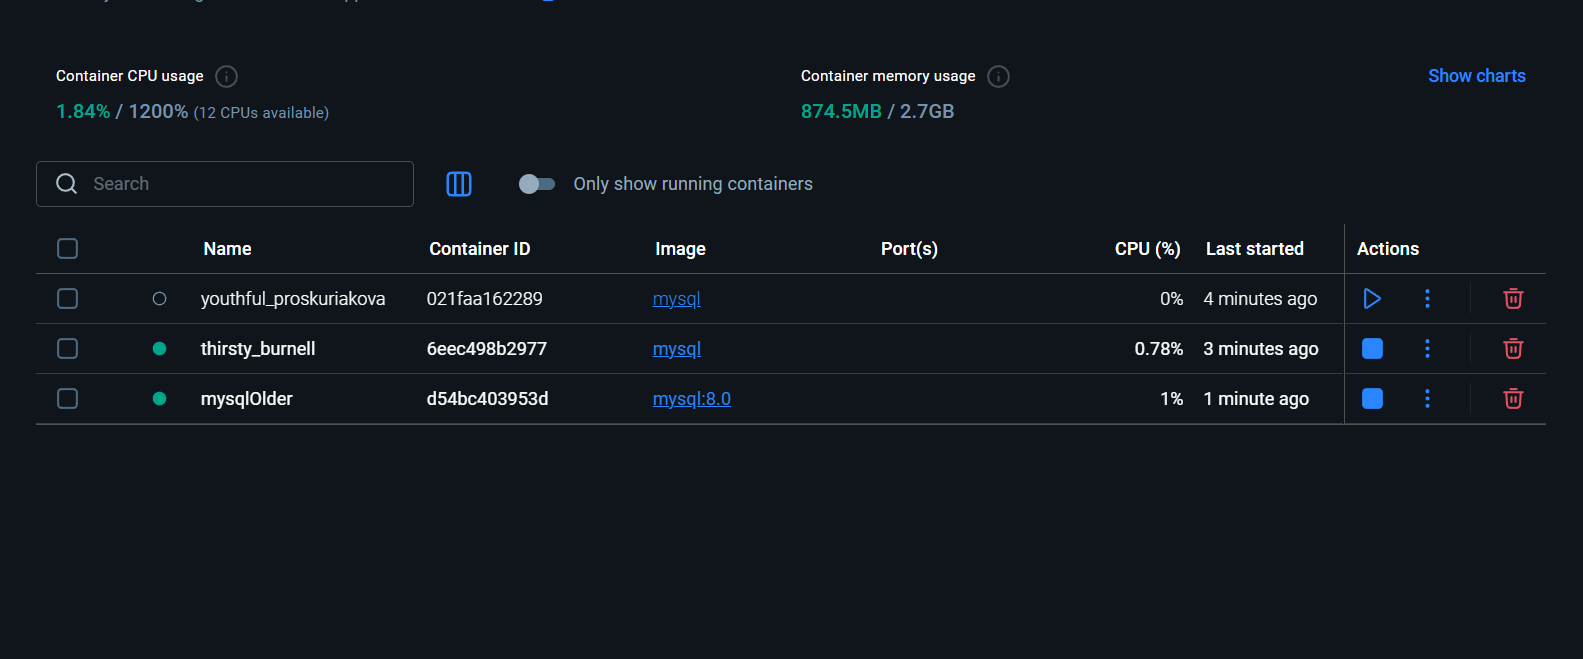 Container CPU usage
1.84% / 1200% (12 CPUs available)
Container memory usage
874.5MB / 2.7GB
Show charts
Search
Only show running containers
Name Container ID Image Port(s) CPU (%) Last started Actions
youthful_proskuriakova 021faa162289 mysql 0% 4 minutes ago
thirsty_burnell 6eec498b2977 mysql 0.78% 3 minutes ago
mysqlOlder d54bc403953d mysql:8.0 1% 1 minute ago